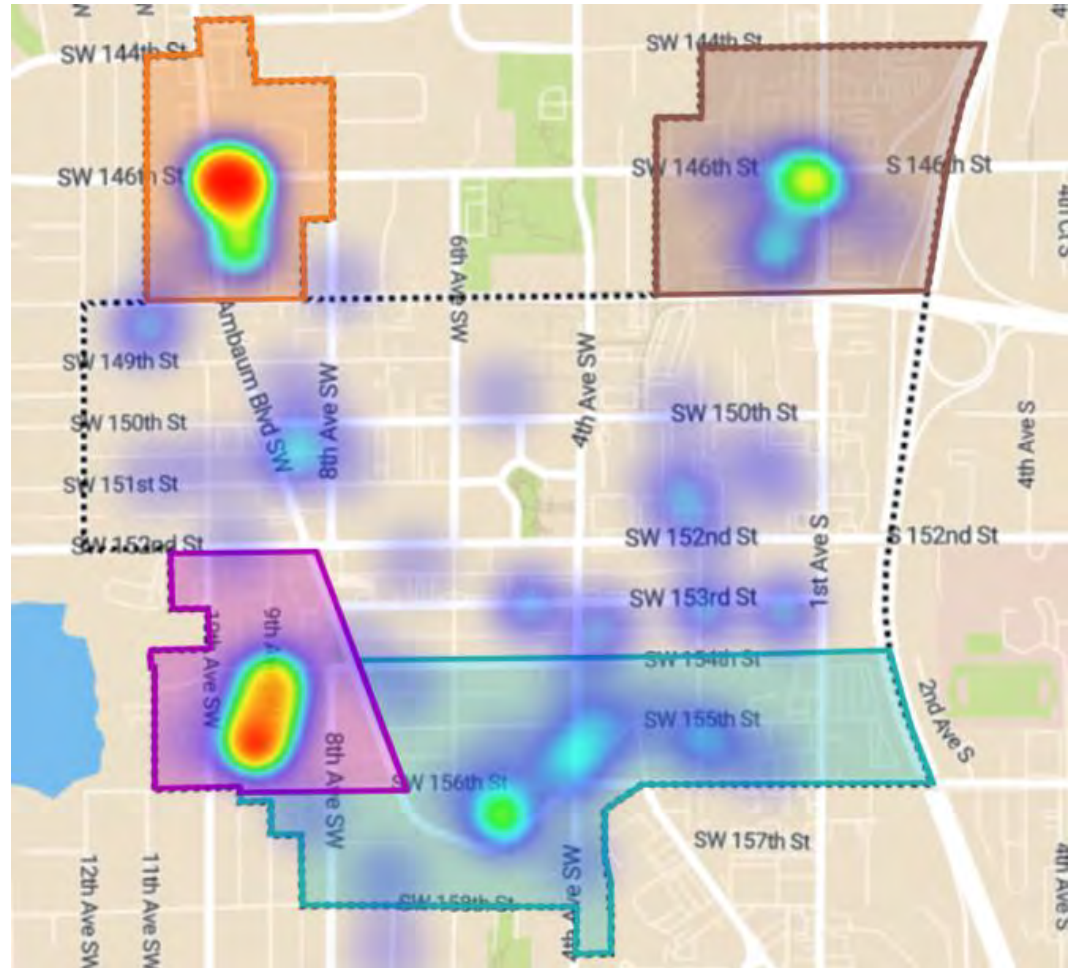 SW 144th St
SW 144th St
SW 146th St
SW 146th St
S 146th St
4th Ct S
6th Ave SW
Ambaum Blvd SW
SW 149th St
8th Ave SW
4th Ave SW
SW 150th St
SW 150th St
4th Ave S
SW 151st St
SW 152nd St
SW 152nd St
S 152nd St
1st Ave S
SW 153rd St
10th Ave SW
SW 154th St
2nd Ave S
SW 155th St
8th Ave SW
SW 156th St
SW 157th St
12th Ave SW
11th Ave SW
4th Ave SW
SW 158th St
4th Ave S